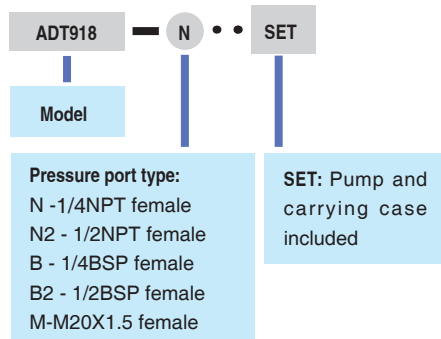 ADT918 — N • • SET
Model
Pressure port type:
N -1/4NPT female
N2 - 1/2NPT female
B - 1/4BSP female
B2 - 1/2BSP female
M-M20X1.5 female
SET: Pump and
carrying case
included